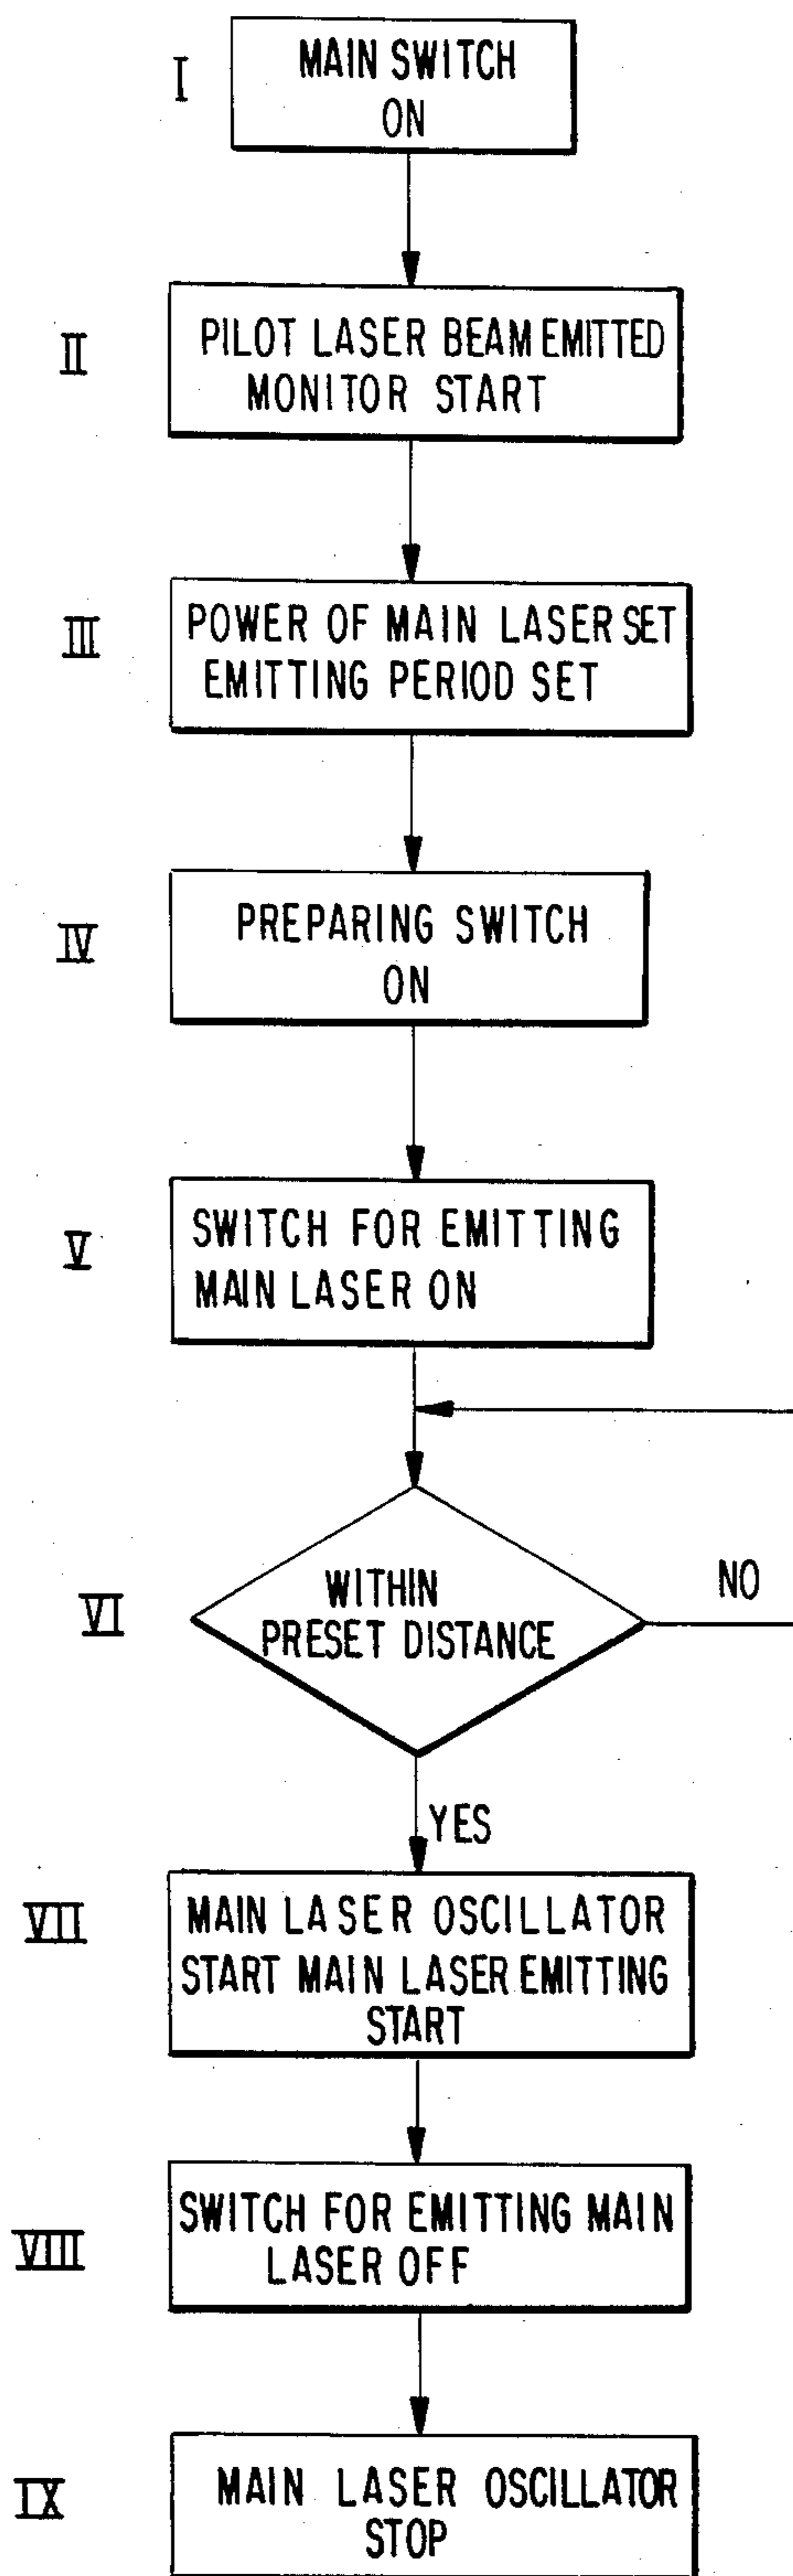 I
MAIN SWITCH
ON
II
PILOT LASER BEAM EMITTED
MONITOR START
III
POWER OF MAIN LASER SET
EMITTING PERIOD SET
IV
PREPARING SWITCH
ON
V
SWITCH FOR EMITTING
MAIN LASER ON
VI
WITHIN
PRESET DISTANCE
NO
YES
VII
MAIN LASER OSCILLATOR
START MAIN LASER EMITTING
START
VIII
SWITCH FOR EMITTING MAIN
LASER OFF
IX
MAIN LASER OSCILLATOR
STOP